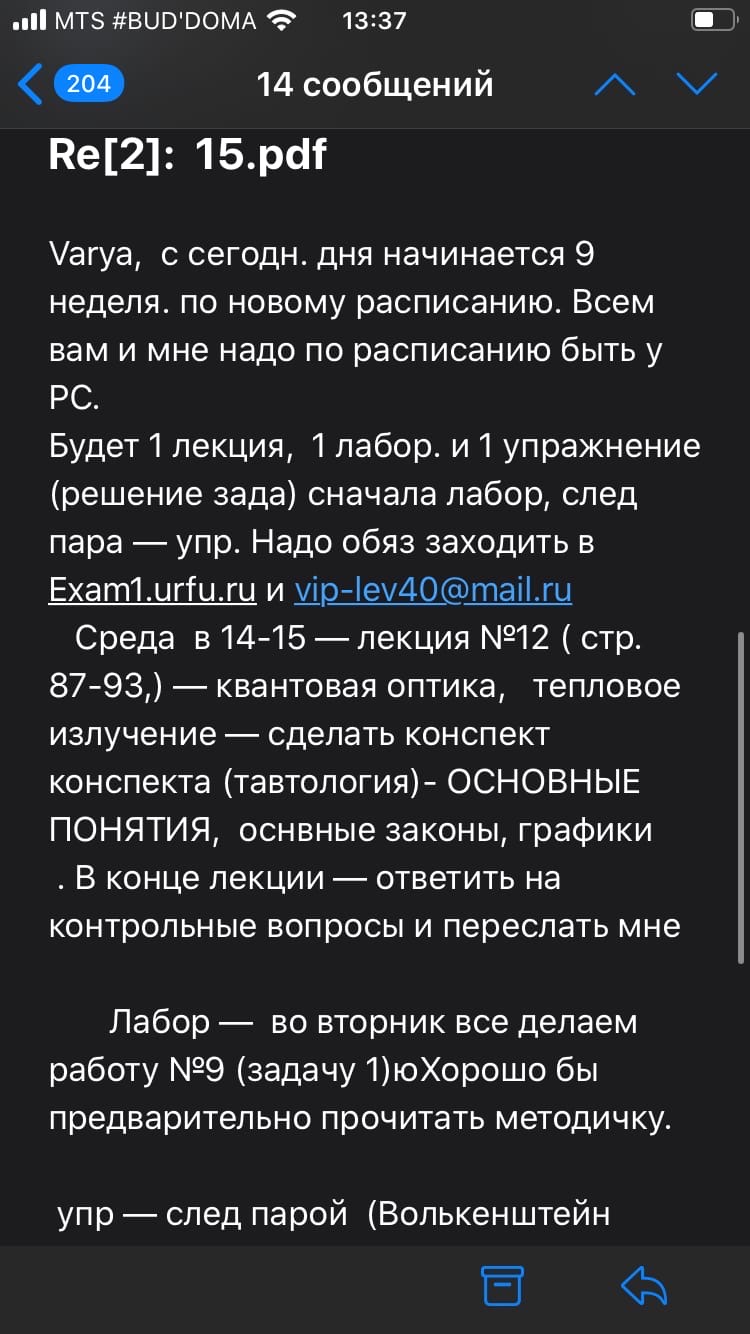 MTS #BUD'DOMA 13:37
204 14 сообщений
Re[2]: 15.pdf
Varya, с сегодн. дня начинается 9
неделя. по новому расписанию. Всем
вам и мне надо по расписанию быть у
РС.
Будет 1 лекция, 1 лабор. и 1 упражнение
(решение зада) сначала лабор, след
пара — упр. Надо обяз заходить в
Exam1.urfu.ru и vip-lev40@mail.ru
Среда в 14-15 — лекция №12 ( стр.
87-93,) — квантовая оптика, тепловое
излучение — сделать конспект
конспекта (тавтология)- ОСНОВНЫЕ
ПОНЯТИЯ, оснвные законы, графики
. В конце лекции — ответить на
контрольные вопросы и переслать мне
Лабор — во вторник все делаем
работу №9 (задачу 1)юХорошо бы
предварительно прочитать методичку.
упр — след парой (Волькенштейн